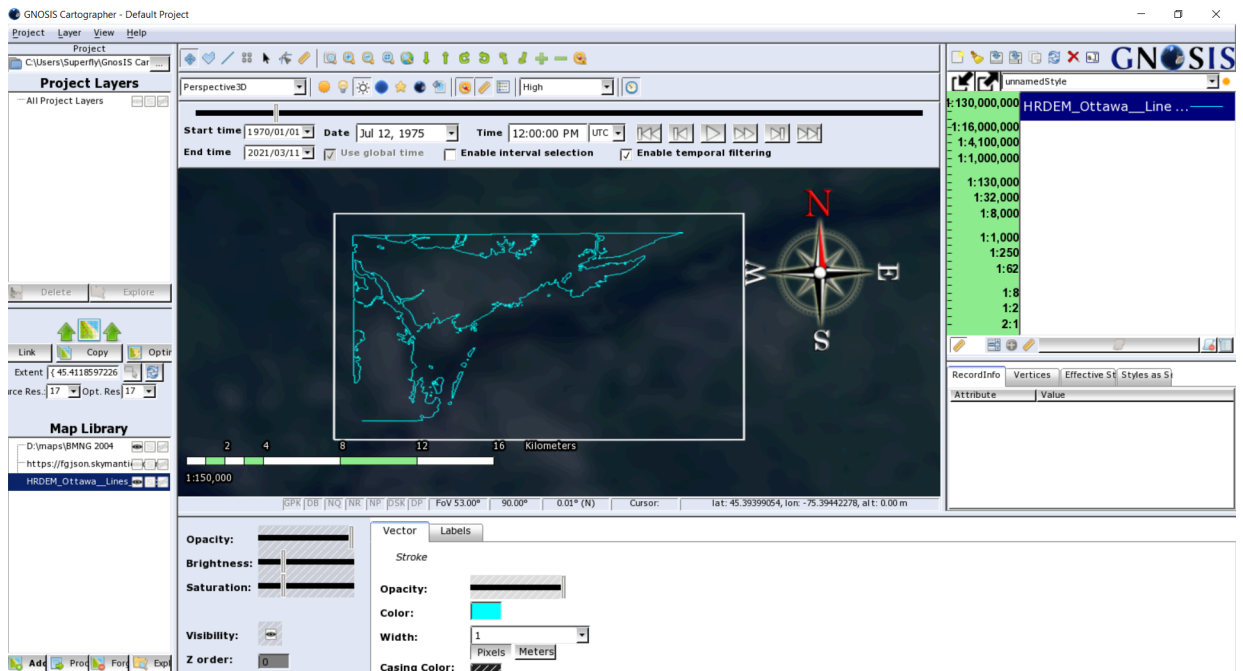 GNOSIS Cartographer - Default Project
Project Layer View Help
Project
C:\Users\Superfly\GnosIS Car ...
Project Layers
All Project Layers
Delete Explore
Link Copy Optir
Extent { 45.4118597226
rce Res.: 17 Opt. Res 17
Map Library
D:\maps\BMNG 2004
https://fgjson.skymanti
HRDEM_Ottawa__Lines_
Add Proc Forg Expl
Perspective3D High
Start time 1970/01/01 Date Jul 12, 1975 Time 12:00:00 PM UTC
End time 2021/03/11 Use global time Enable interval selection Enable temporal filtering
N
W E
S
2 4 8 12 16 Kilometers
1:150,000
GPK DB NQ NR NP DSK DP FoV 53.00° 90.00° 0.01° (N) Cursor: lat: 45.39399054, lon: -75.39442278, alt: 0.00 m
Opacity:
Brightness:
Saturation:
Visibility:
Z order: 0
Vector Labels
Stroke
Opacity:
Color:
Width: 1
Pixels Meters
Casing Color:
GNOSIS
unnamedStyle
1:130,000,000 HRDEM_Ottawa__Line ...
1:16,000,000
1:4,100,000
1:1,000,000
1:130,000
1:32,000
1:8,000
1:1,000
1:250
1:62
1:8
1:2
2:1
RecordInfo Vertices Effective St Styles as S
Attribute Value